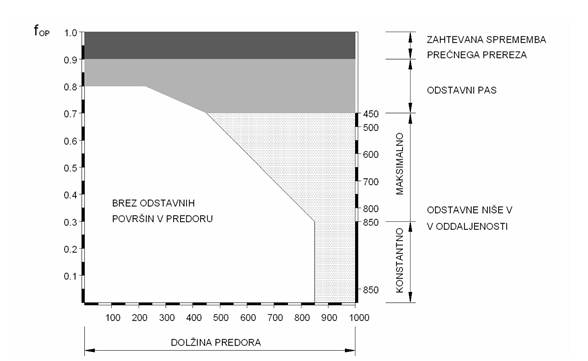 fOP
1.0
0.9
0.8
0.7
0.6
0.5
0.4
0.3
0.2
0.1
BREZ ODSTAVNIH
POVRŠIN V PREDORU
450
500
600
700
800
850
850
MAKSIMALNO
KONSTANTNO
ZAHTEVANA SPREMEMBA
PREČNEGA PREREZA
ODSTAVNI PAS
ODSTAVNE NIŠE V
V ODDALJENOSTI
100 200 300 400 500 600 700 800 900 1000
DOLŽINA PREDORA